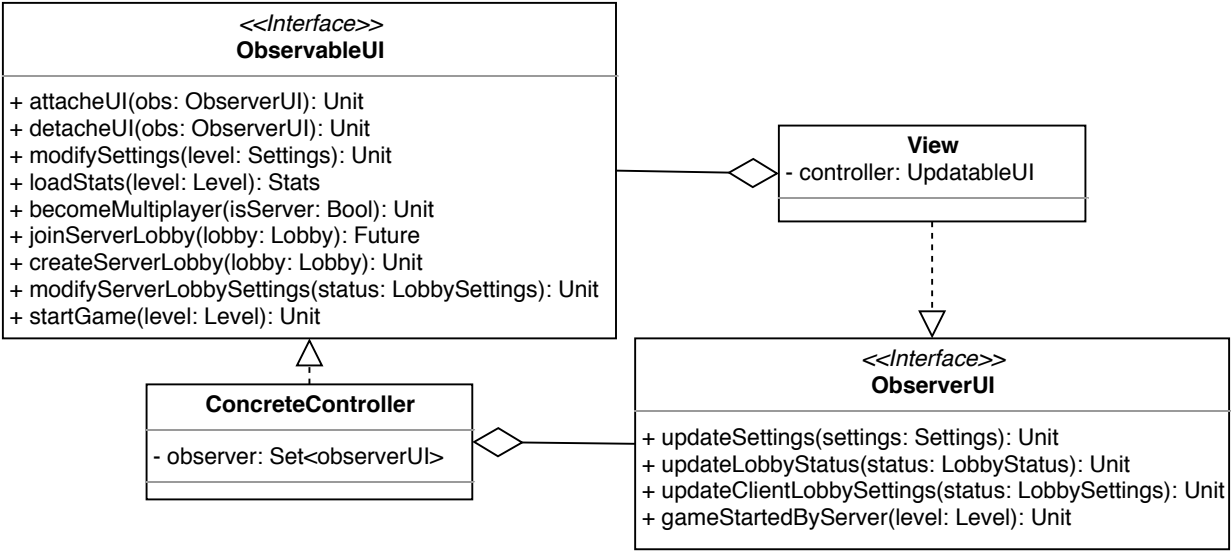 <<Interface>>
ObservableUI
+ attacheUI(obs: ObserverUI): Unit
+ detacheUI(obs: ObserverUI): Unit
+ modifySettings(level: Settings): Unit
+ loadStats(level: Level): Stats
+ becomeMultiplayer(isServer: Bool): Unit
+ joinServerLobby(lobby: Lobby): Future
+ createServerLobby(lobby: Lobby): Unit
+ modifyServerLobbySettings(status: LobbySettings): Unit
+ startGame(level: Level): Unit
View
- controller: UpdatableUI
ConcreteController
- observer: Set<observerUI>
<<Interface>>
ObserverUI
+ updateSettings(settings: Settings): Unit
+ updateLobbyStatus(status: LobbyStatus): Unit
+ updateClientLobbySettings(status: LobbySettings): Unit
+ gameStartedByServer(level: Level): Unit